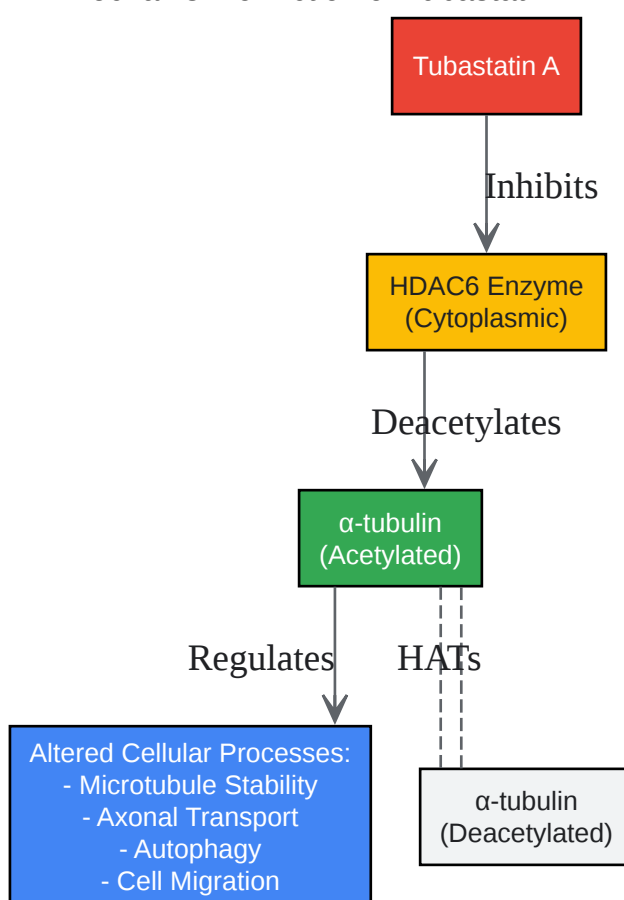 Tubastatin A
Inhibits
HDAC6 Enzyme
(Cytoplasmic)
Deacetylates
α-tubulin
(Acetylated)
Regulates
HATs
Altered Cellular Processes:
- Microtubule Stability
- Axonal Transport
- Autophagy
- Cell Migration
α-tubulin
(Deacetylated)